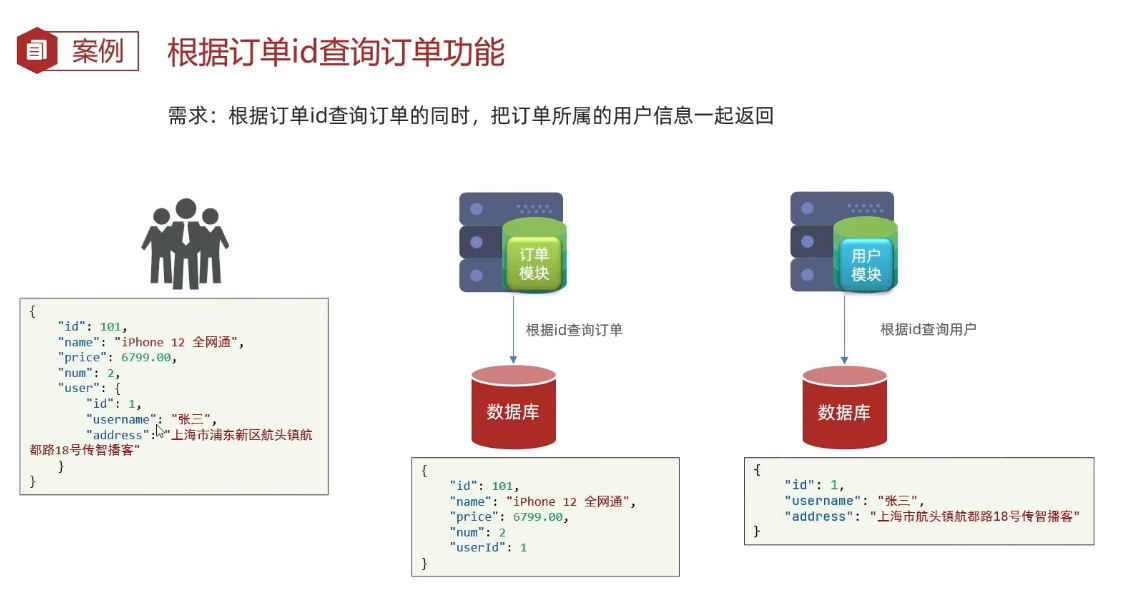 案例
根据订单id查询订单功能
需求：根据订单id查询订单的同时，把订单所属的用户信息一起返回
{
    "id": 101,
    "name": "iPhone 12 全网通",
    "price": 6799.00,
    "num": 2,
    "user": {
        "id": 1,
        "username": "张三",
        "address": "上海市浦东新区航头镇航
都路18号传智播客"
    }
}
订单
模块
根据id查询订单
数据库
{
    "id": 101,
    "name": "iPhone 12 全网通",
    "price": 6799.00,
    "num": 2
    "userId": 1
}
用户
模块
根据id查询用户
数据库
{
    "id": 1,
    "username": "张三",
    "address": "上海市航头镇航都路18号传智播客"
}